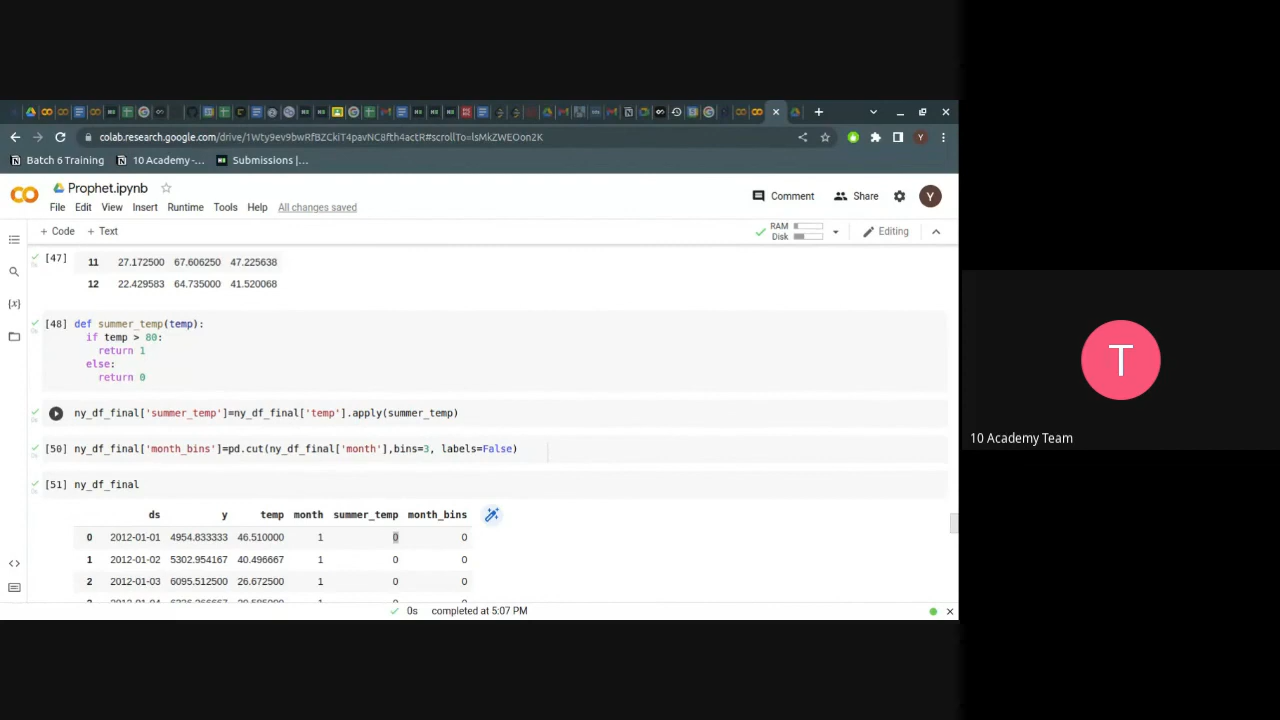 colab.research.google.com/drive/1Wty9ev9bwRfBZCkiT4pavNC8fth4actR#scrollTo=lsMkZWEOon2K
Batch 6 Training 10 Academy -... Submissions |...
Prophet.ipynb
Comment Share Y
File Edit View Insert Runtime Tools Help All changes saved
+ Code + Text RAM Disk Editing
[47] 11 27.172500 67.606250 47.225638
12 22.429583 64.735000 41.520068
[48] def summer_temp(temp):
if temp > 80:
return 1
else:
return 0
ny_df_final['summer_temp']=ny_df_final['temp'].apply(summer_temp)
[50] ny_df_final['month_bins']=pd.cut(ny_df_final['month'],bins=3, labels=False)
[51] ny_df_final
ds y temp month summer_temp month_bins
0 2012-01-01 4954.833333 46.510000 1 0 0
1 2012-01-02 5302.954167 40.496667 1 0 0
2 2012-01-03 6095.512500 26.672500 1 0 0
0s completed at 5:07 PM
T
10 Academy Team